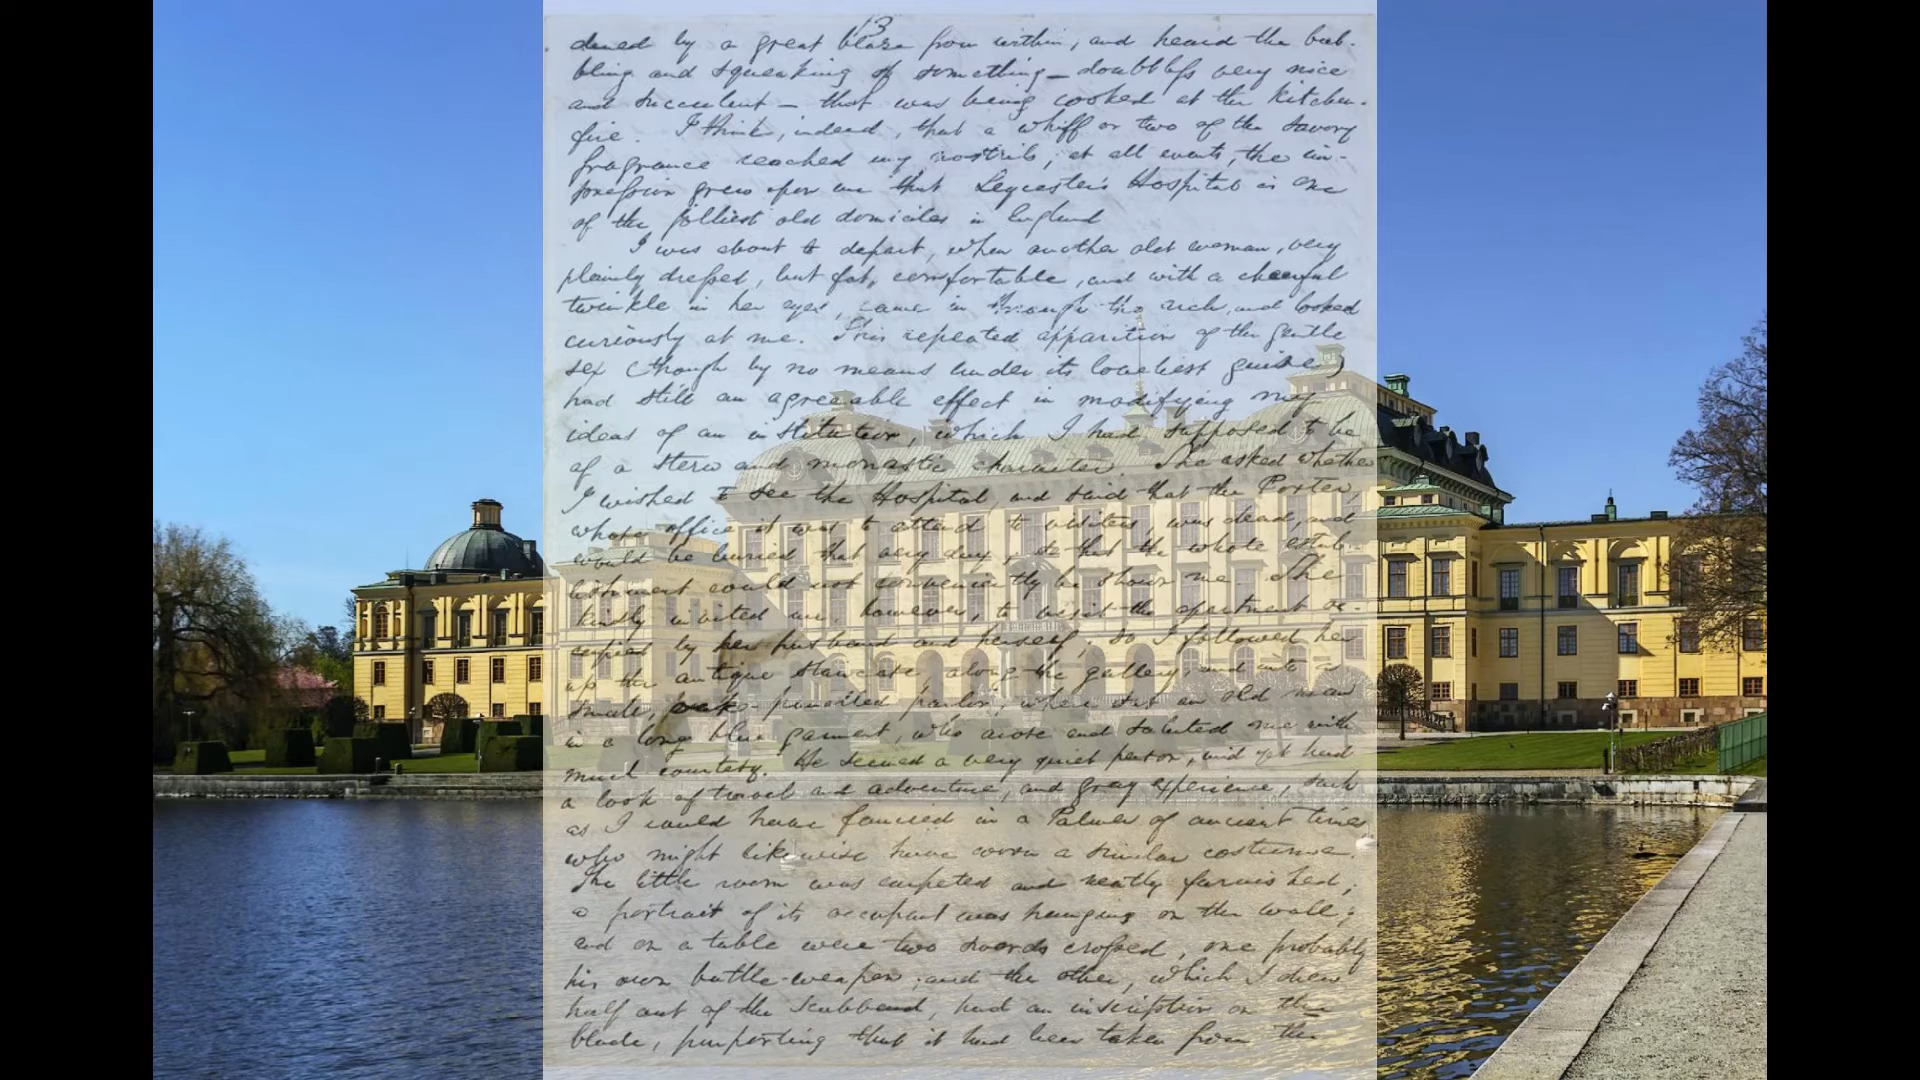 13
dened by a great blaze from within, and heard the bub-
bling and squeaking of something — doubtless very nice
and succulent — that was being cooked at the kitchen-
fire. I think, indeed, that a whiff or two of the savory
fragrance reached my nostrils; at all events, the im-
pression grew upon me that Leycester's Hospital is one
of the jolliest old domiciles in England
I was about to depart, when another old woman, very
plainly dressed, but fat, comfortable, and with a cheerful
twinkle in her eyes, came in through the arch, and looked
curiously at me. This repeated apparition of the gentle
sex (though by no means under its loveliest guise)
had still an agreeable effect in modifying my
ideas of an institution, which I had supposed to be
of a stern and monastic character. She asked whether
I wished to see the Hospital, and said that the Porter,
whose office it was to attend to visitors, was dead, and
would be buried that very day, so that the whole estab-
lishment could not conveniently be shown me. She
kindly invited me, however, to visit the apartment oc-
cupied by her husband and herself; so I followed her
up the antique staircase along the gallery, and into a
small, oak-panelled parlor, where sat an old man
in a long blue garment, who arose and saluted me with
much courtesy. He seemed a very quiet person, and yet had
a look of travel and adventure, and gray experience, such
as I could have fancied in a Palmer of ancient times
who might likewise have worn a similar costume.
The little room was carpeted and neatly furnished;
a portrait of its occupant was hanging on the wall;
and on a table were two swords crossed, one probably
his own battle-weapon, and the other, which I drew
half out of the scabbard, had an inscription on the
blade, purporting that it had been taken from the